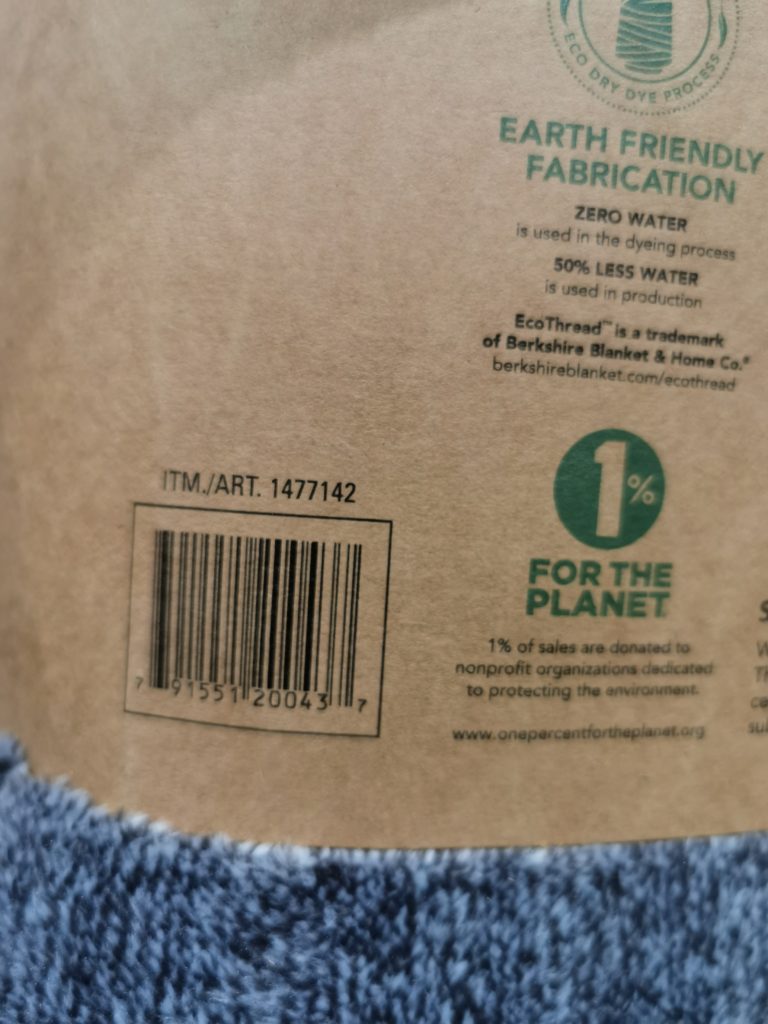 ECO DRY DYE PROCESS
EARTH FRIENDLY
FABRICATION
ZERO WATER
is used in the dyeing process
50% LESS WATER
is used in production
EcoThread™ is a trademark
of Berkshire Blanket & Home Co.®
berkshireblanket.com/ecothread
ITM./ART. 1477142
7 91551 20043 7
1%
FOR THE
PLANET
1% of sales are donated to
nonprofit organizations dedicated
to protecting the environment.
www.onepercentfortheplanet.org